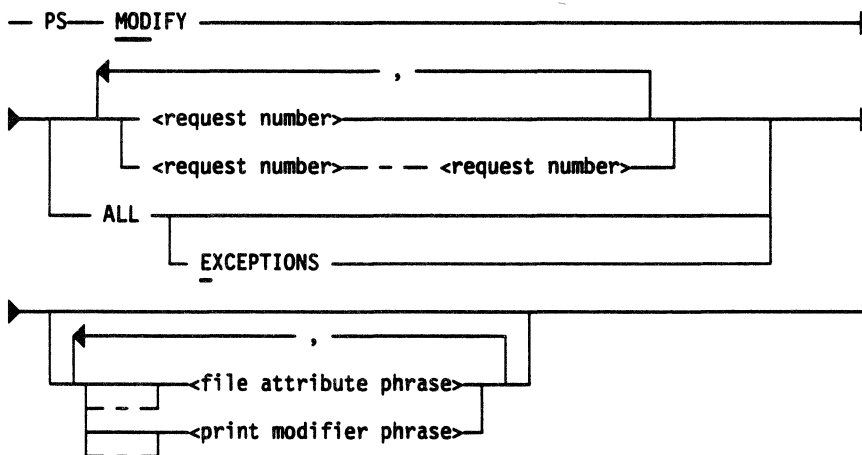 PS MODIFY
,
<request number>
<request number> - <request number>
ALL
EXCEPTIONS
,
<file attribute phrase>
-
<print modifier phrase>
-